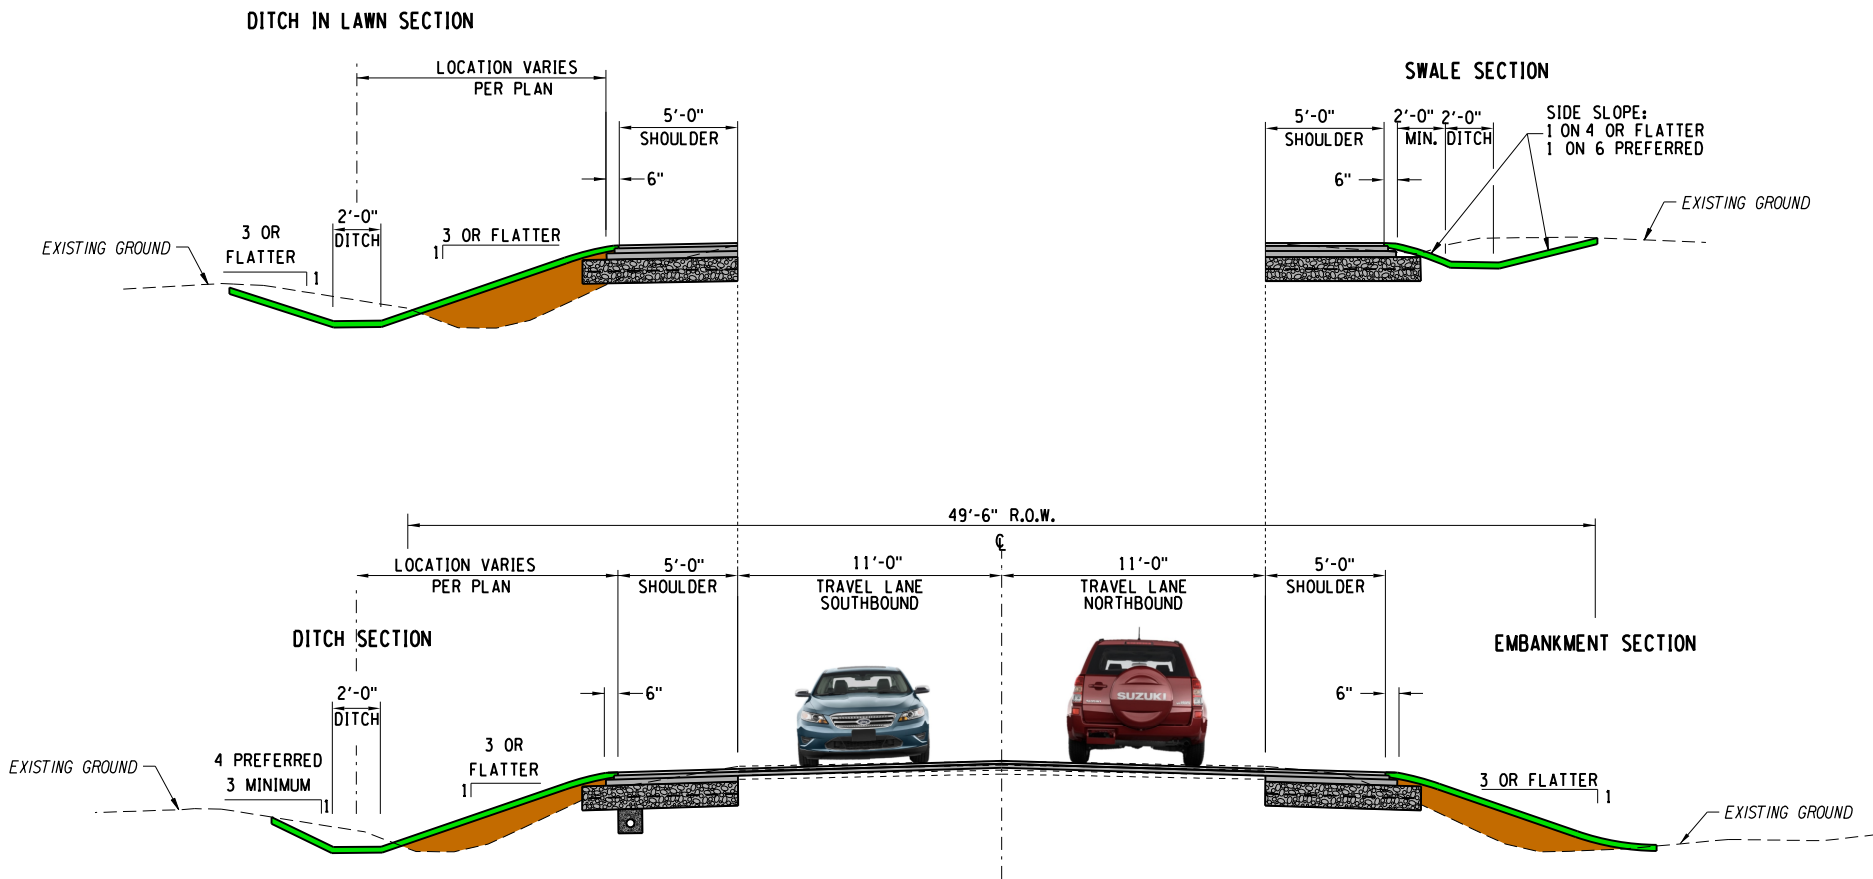 DITCH IN LAWN SECTION
LOCATION VARIES
PER PLAN
5'-0"
SHOULDER
6"
2'-0"
DITCH
3 OR
FLATTER
1
1
3 OR FLATTER
EXISTING GROUND
SWALE SECTION
5'-0"
SHOULDER
2'-0"
MIN.
2'-0"
DITCH
SIDE SLOPE:
1 ON 4 OR FLATTER
1 ON 6 PREFERRED
6"
EXISTING GROUND
49'-6" R.O.W.
CL
LOCATION VARIES
PER PLAN
5'-0"
SHOULDER
11'-0"
TRAVEL LANE
SOUTHBOUND
11'-0"
TRAVEL LANE
NORTHBOUND
5'-0"
SHOULDER
DITCH SECTION
EMBANKMENT SECTION
6"
2'-0"
DITCH
SUZUKI
6"
3 OR
FLATTER
1
4 PREFERRED
3 MINIMUM
1
EXISTING GROUND
3 OR FLATTER
1
EXISTING GROUND